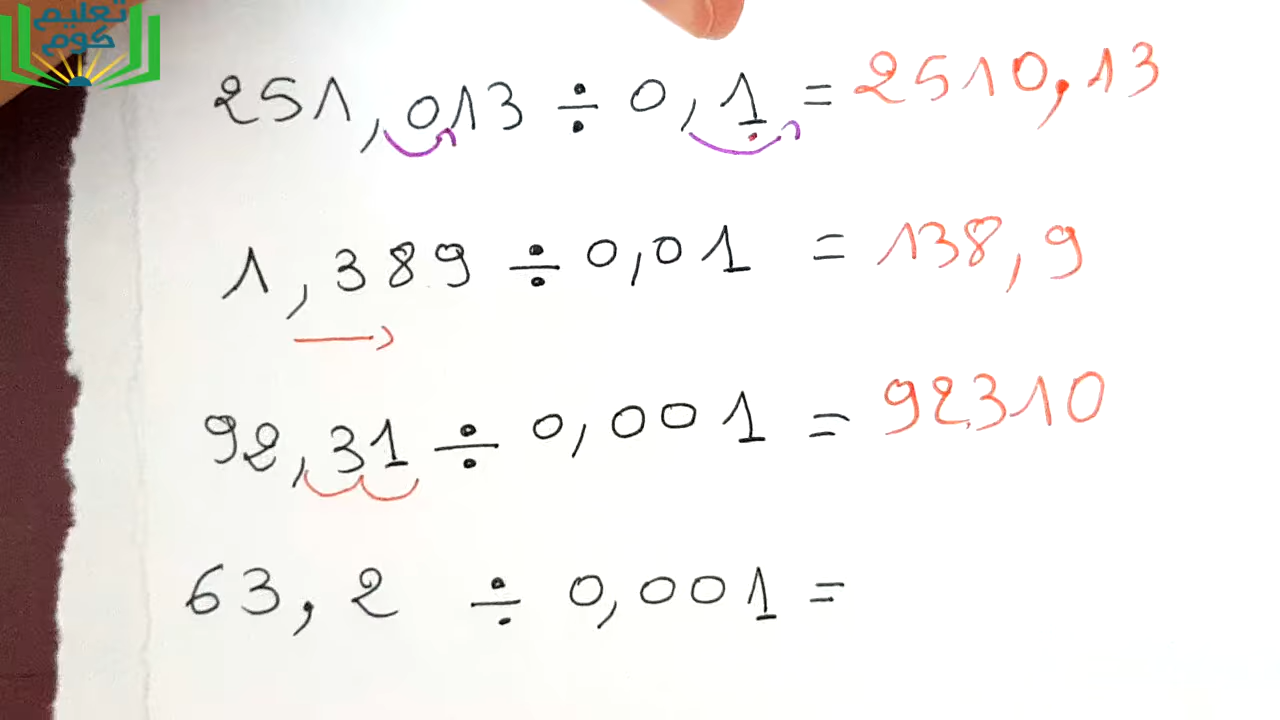 تعليم
كوم
251,013 ÷ 0,1 = 2510,13
1,389 ÷ 0,01 = 138,9
92,31 ÷ 0,001 = 92310
63,2 ÷ 0,001 =